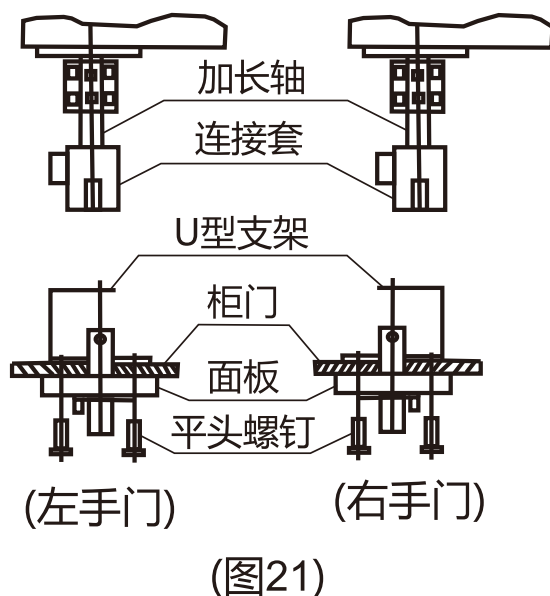 加长轴
连接套
U型支架
柜门
面板
平头螺钉
(左手门)
(右手门)
(图21)